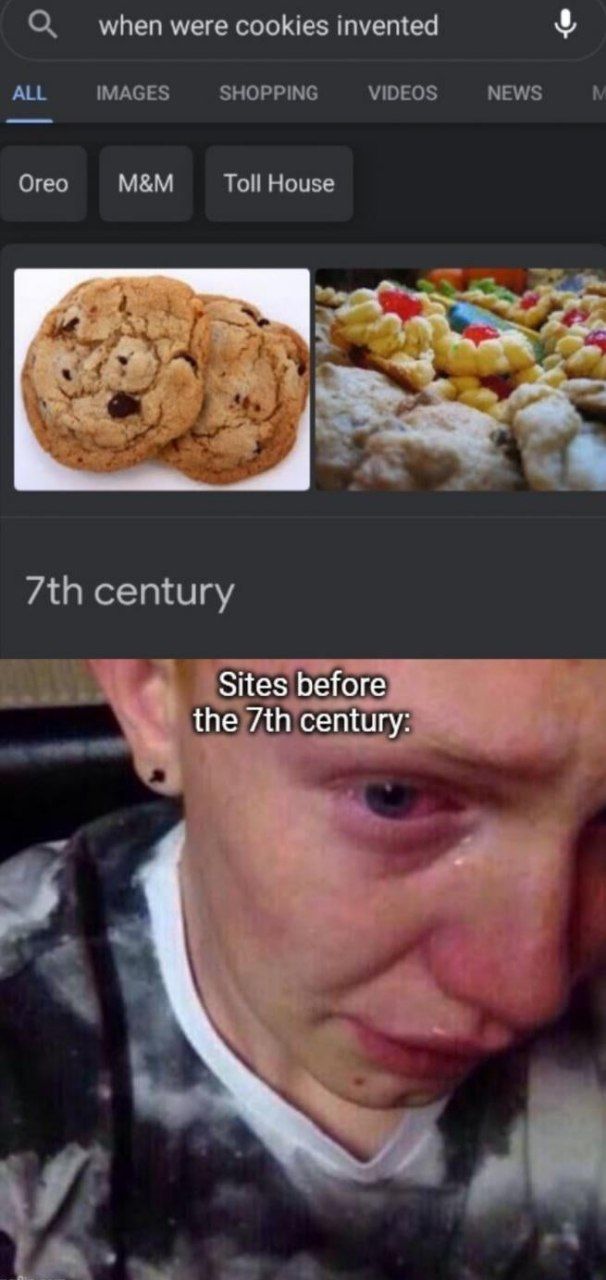 when were cookies invented
ALL IMAGES SHOPPING VIDEOS NEWS
Oreo M&M Toll House
7th century
Sites before
the 7th century: